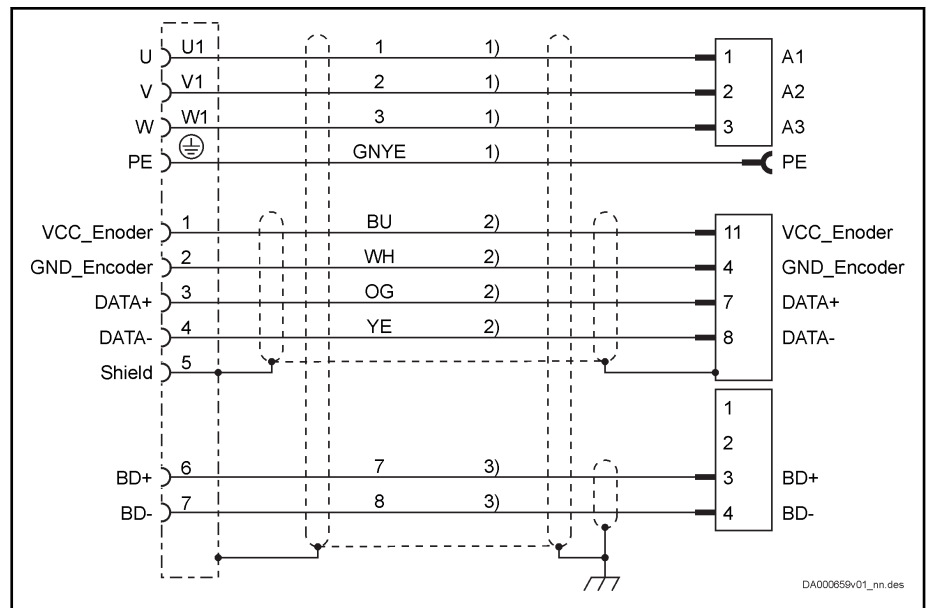 U U1 1 1) 1 A1
V V1 2 1) 2 A2
W W1 3 1) 3 A3
PE GNYE 1) PE
VCC_Enoder 1 BU 2) 11 VCC_Enoder
GND_Encoder 2 WH 2) 4 GND_Encoder
DATA+ 3 OG 2) 7 DATA+
DATA- 4 YE 2) 8 DATA-
Shield 5
1
2
BD+ 6 7 3) 3 BD+
BD- 7 8 3) 4 BD-
DA000659v01_nn.des